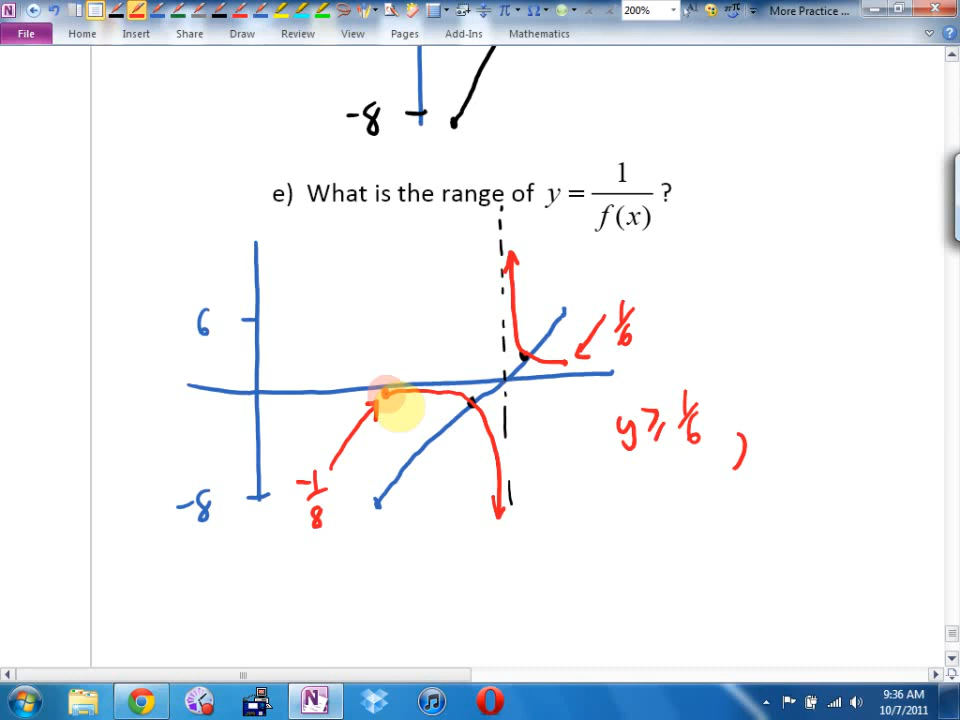 200%
More Practice ...
File Home Insert Share Draw Review View Pages Add-Ins Mathematics
-8
e) What is the range of y = 1/f(x) ?
6
1/6
y ≥ 1/6 ,
-8
-1/8
9:36 AM
10/7/2011